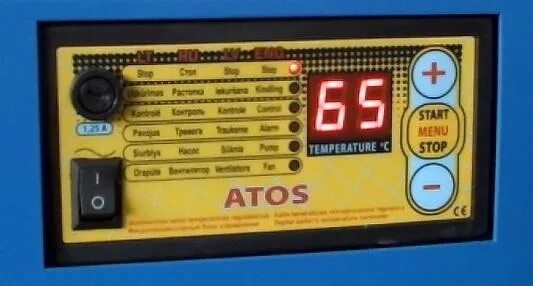 LT RU LV ENG
Stop Стоп Stop Stop
Įkūrimas Растопка Iekuršana Kindling
Kontrolė Контроль Kontrole Control
Pavojus Тревога Trauksme Alarm
Siurblys Насос Sūknis Pump
Orapūtė Вентилятор Ventilators Fan
1,25 A
65
TEMPERATURE °C
+
START
MENU
STOP
−
ATOS
CE